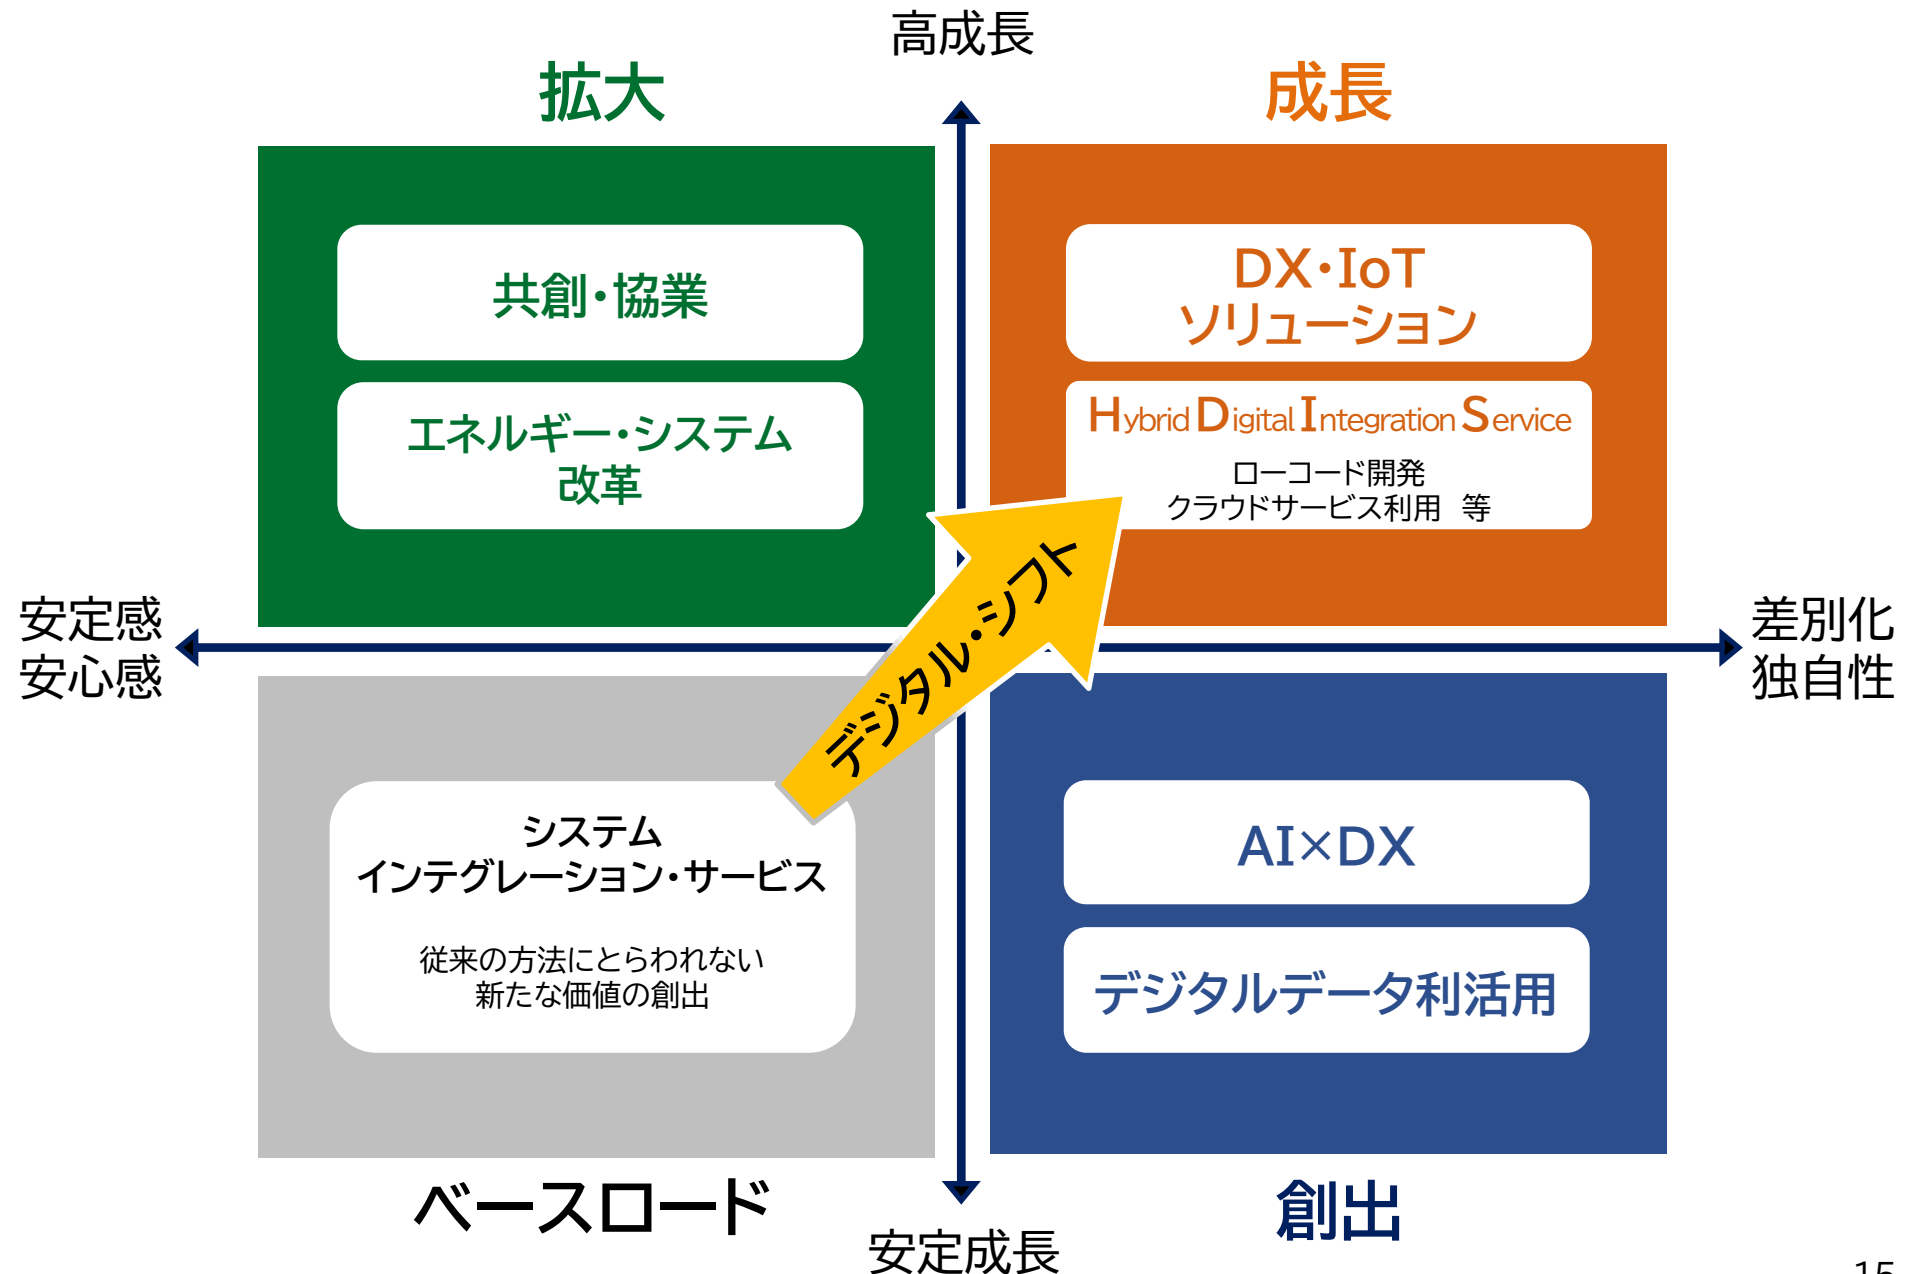 高成長
拡大
成長
共創・協業
エネルギー・システム
改革
DX・IoT
ソリューション
Hybrid Digital Integration Service
ローコード開発
クラウドサービス利用　等
安定感
安心感
差別化
独自性
デジタル・シフト
システム
インテグレーション・サービス
従来の方法にとらわれない
新たな価値の創出
AI×DX
デジタルデータ利活用
ベースロード
創出
安定成長
15